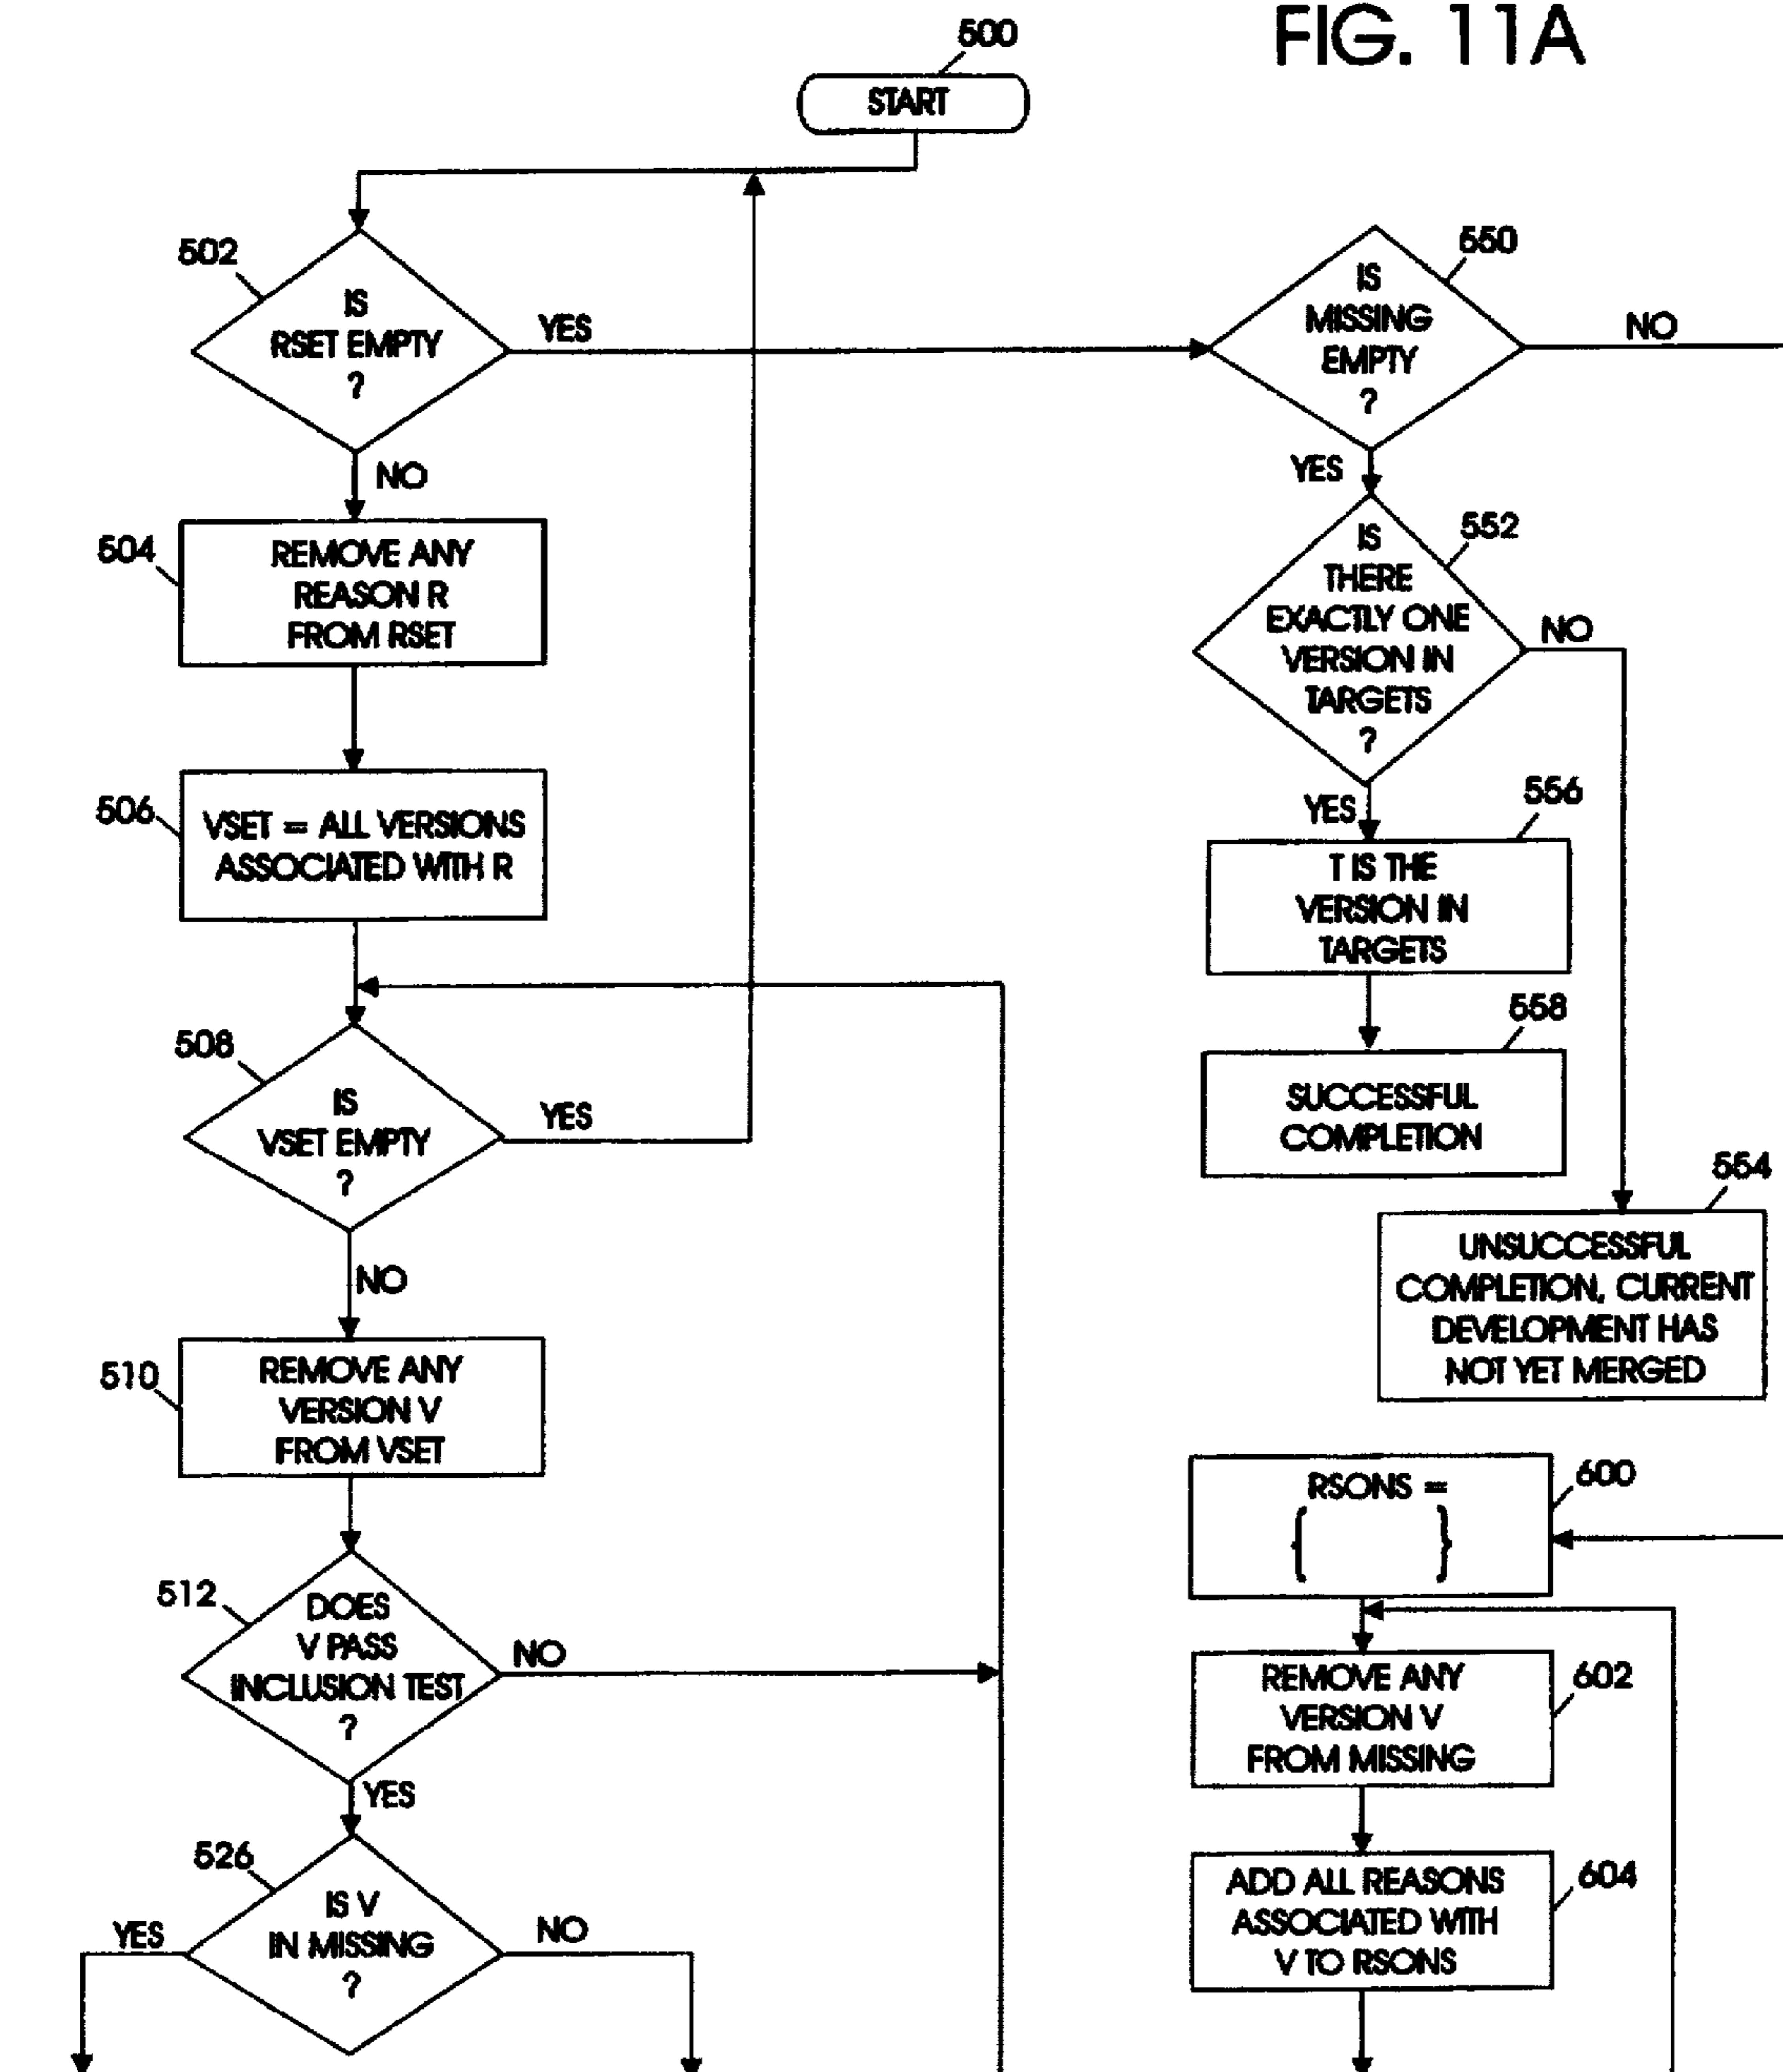 FIG. 11A
500
START
502
IS
RSET EMPTY
?
YES
NO
504
REMOVE ANY
REASON R
FROM RSET
506
VSET = ALL VERSIONS
ASSOCIATED WITH R
508
IS
VSET EMPTY
?
YES
NO
510
REMOVE ANY
VERSION V
FROM VSET
512
DOES
V PASS
INCLUSION TEST
?
NO
YES
526
IS V
IN MISSING
?
YES
NO
550
IS
MISSING
EMPTY
?
NO
YES
552
IS
THERE
EXACTLY ONE
VERSION IN
TARGETS
?
NO
YES
556
T IS THE
VERSION IN
TARGETS
558
SUCCESSFUL
COMPLETION
554
UNSUCCESSFUL
COMPLETION, CURRENT
DEVELOPMENT HAS
NOT YET MERGED
600
RSONS =
{ }
602
REMOVE ANY
VERSION V
FROM MISSING
604
ADD ALL REASONS
ASSOCIATED WITH
V TO RSONS